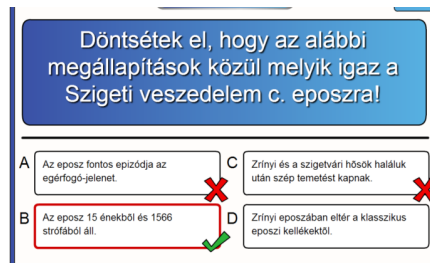 Döntsétek el, hogy az alábbi
megállapítások közül melyik igaz a
Szigeti veszedelem c. eposzra!
A
Az eposz fontos epizódja az
egérfogó-jelenet.
C
Zrínyi és a szigetvári hősök haláluk
után szép temetést kapnak.
B
Az eposz 15 énekből és 1566
strófából áll.
D
Zrínyi eposzában eltér a klasszikus
eposzi kellékektől.